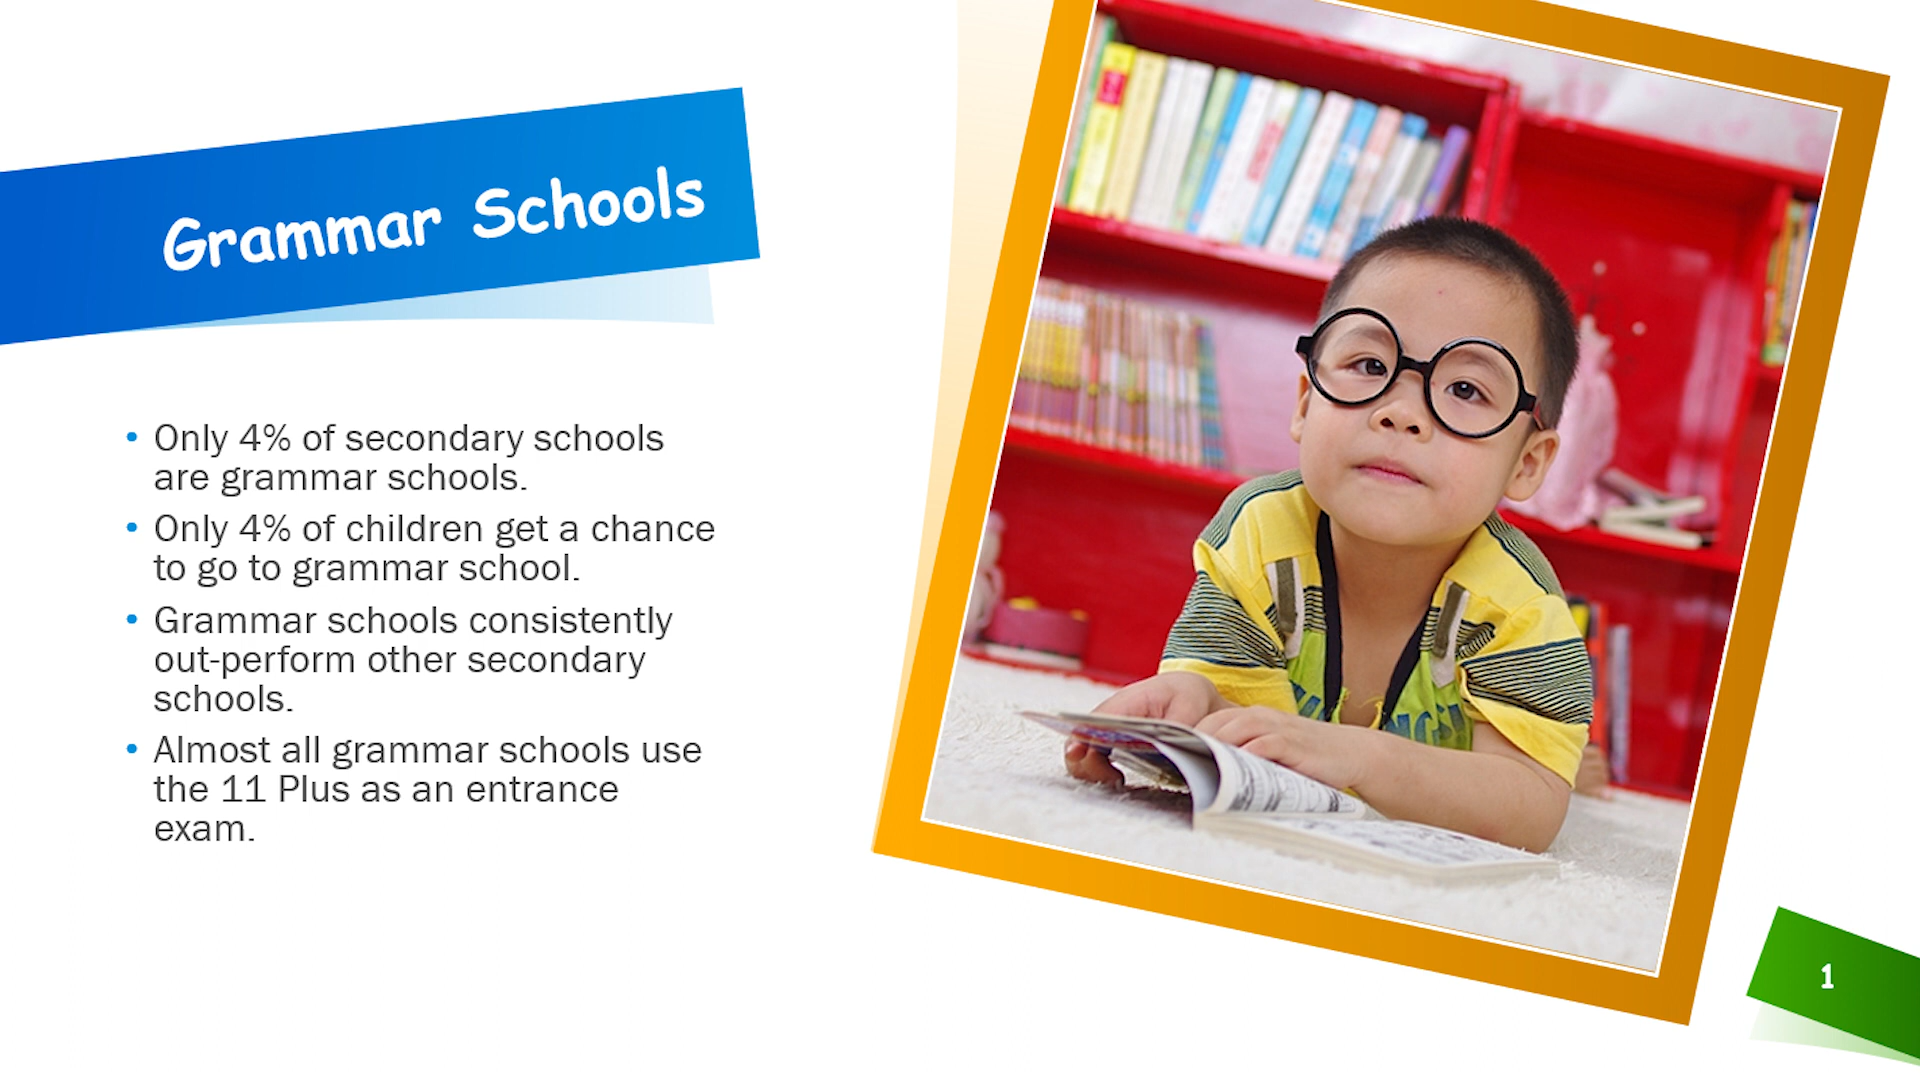 Grammar Schools
• Only 4% of secondary schools
are grammar schools.
• Only 4% of children get a chance
to go to grammar school.
• Grammar schools consistently
out-perform other secondary
schools.
• Almost all grammar schools use
the 11 Plus as an entrance
exam.
1